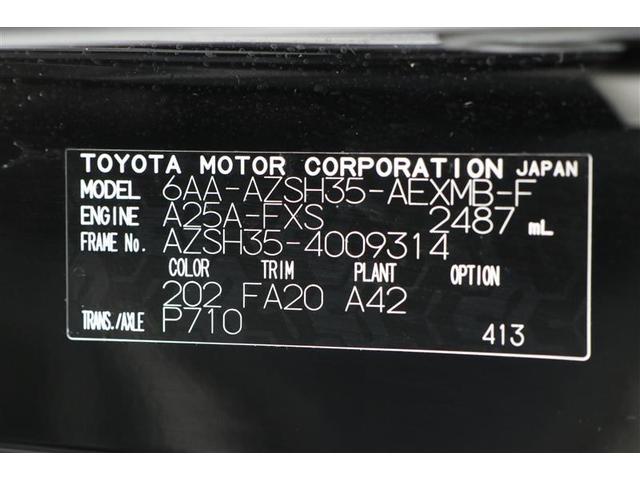 TOYOTA MOTOR CORPORATION JAPAN
MODEL 6AA-AZSH35-AEXMB-F
ENGINE A25A-FXS 2487 mL
FRAME No. AZSH35-4009314
COLOR TRIM PLANT OPTION
202 FA20 A42
TRANS./AXLE P710 413